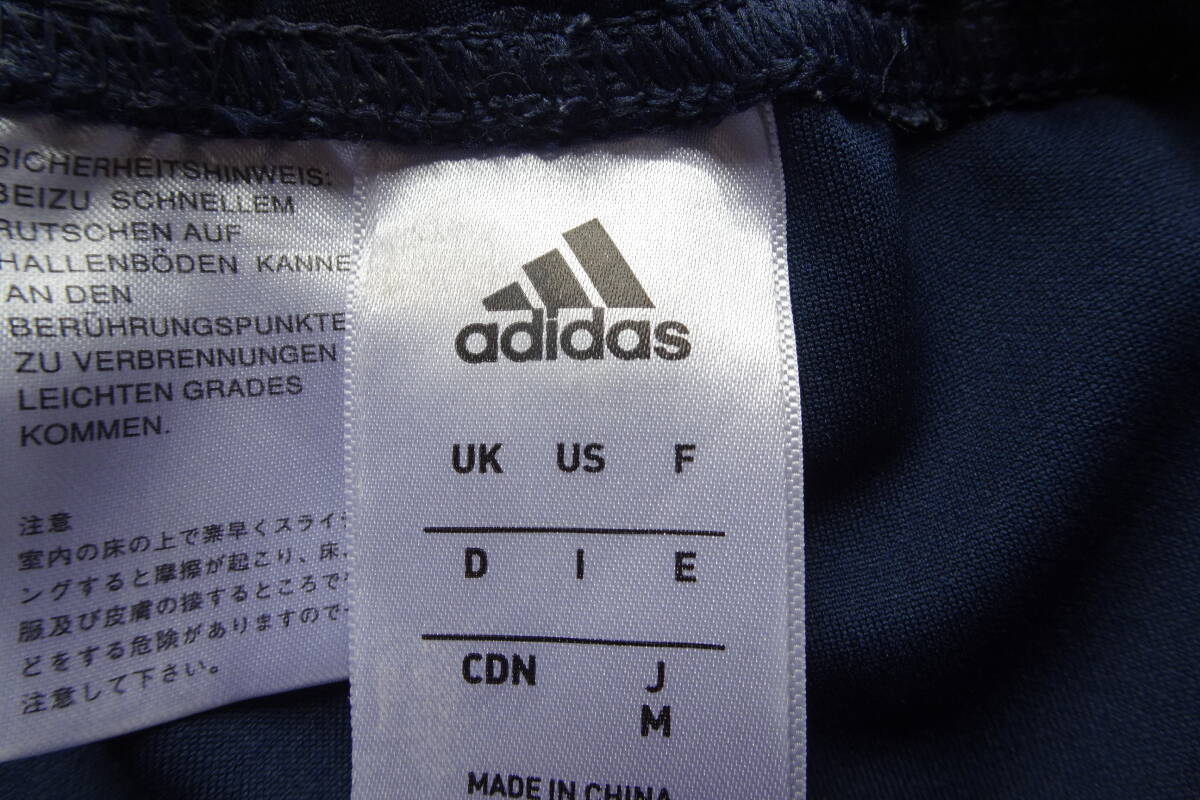 SICHERHEITSHINWEIS:
BEIZU SCHNELLEM
RUTSCHEN AUF
HALLENBÖDEN KANNE
AN DEN
BERÜHRUNGSPUNKTE
ZU VERBRENNUNGEN
LEICHTEN GRADES
KOMMEN.
注意
室内の床の上で素早くスライ
ングすると摩擦が起こり、床、
服及び皮膚の接するところで
どをする危険がありますので
注意して下さい。
adidas
UK US F
D I E
CDN J
M
MADE IN CHINA